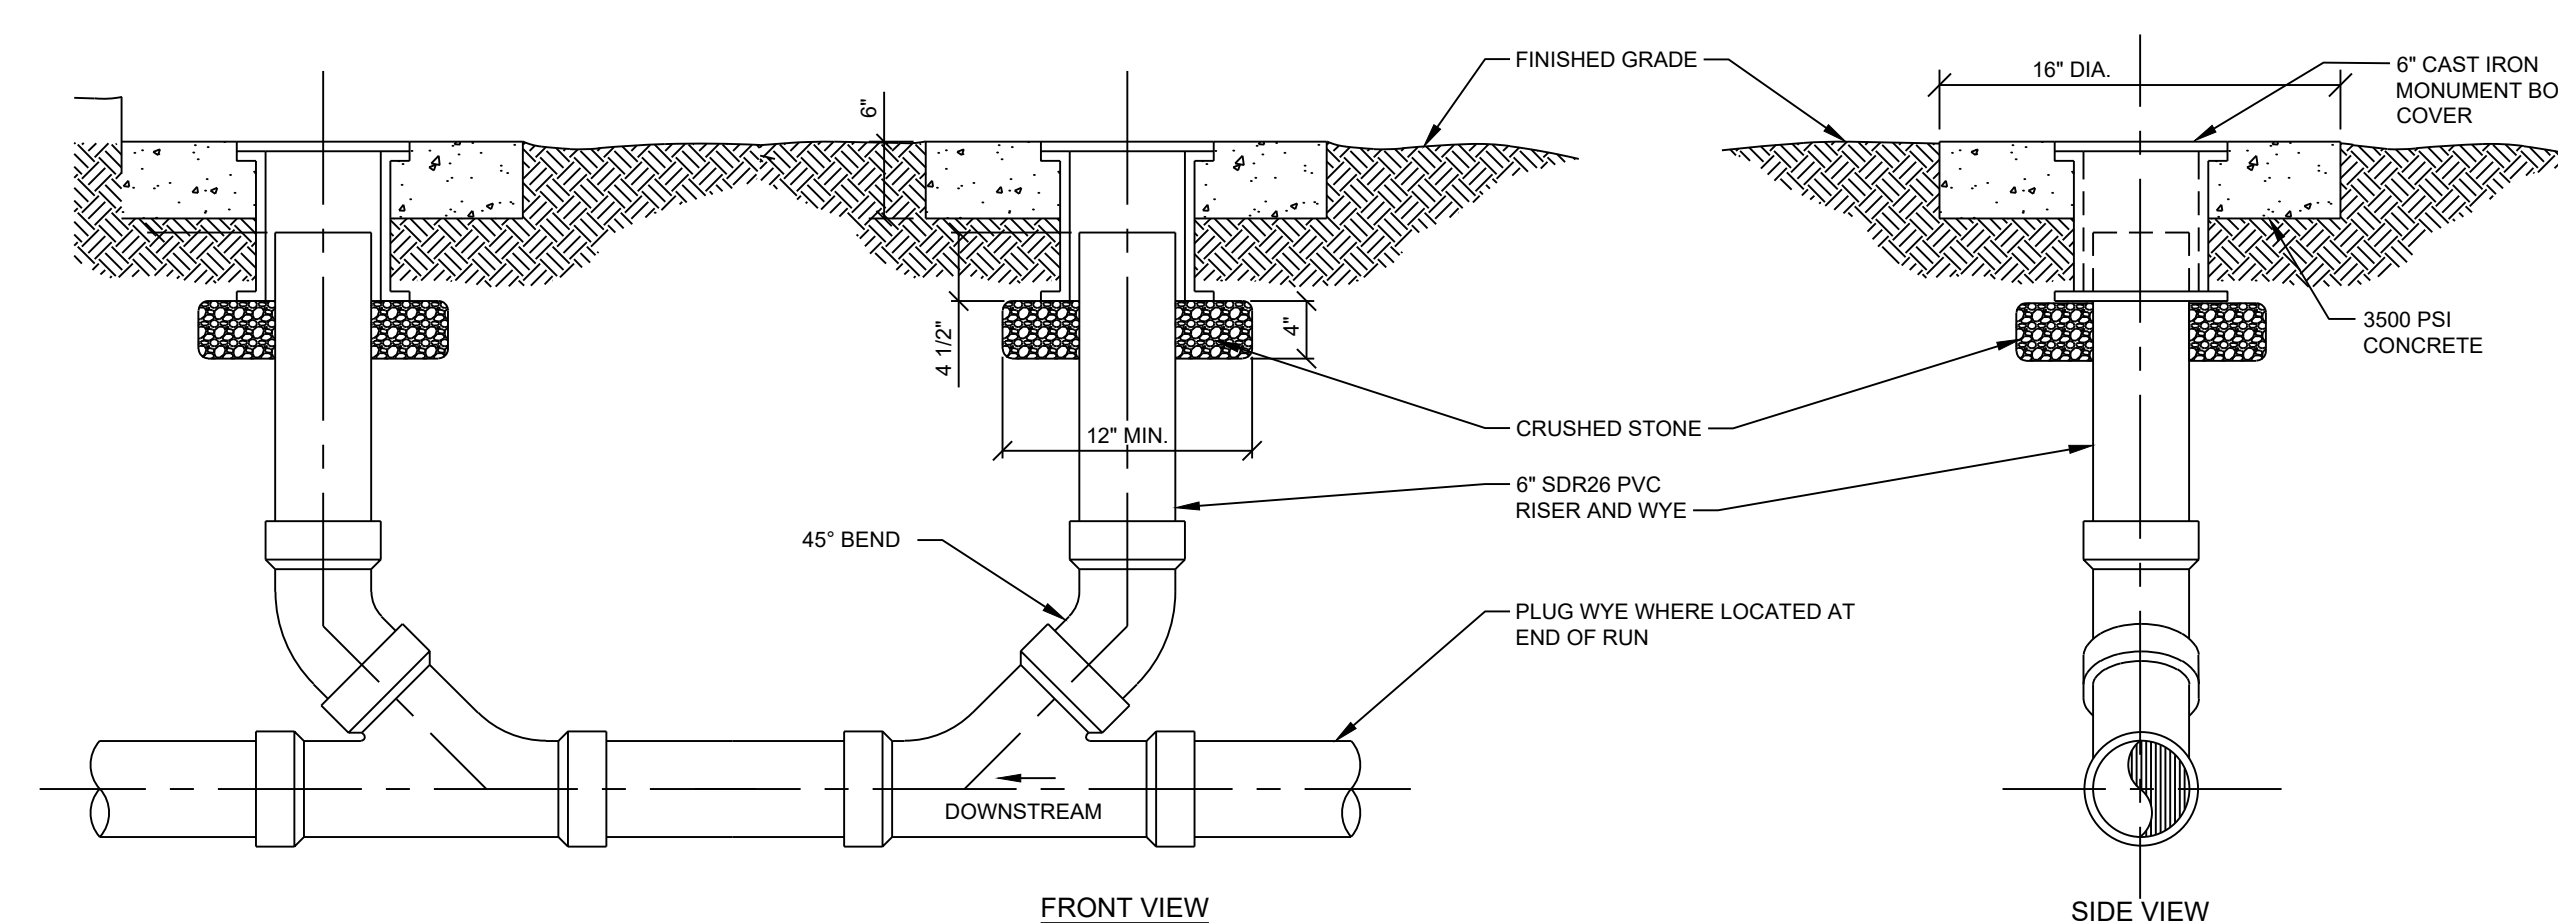 FINISHED GRADE
16" DIA.
6" CAST IRON
MONUMENT BO
COVER
6"
4 1/2"
4"
3500 PSI
CONCRETE
12" MIN.
CRUSHED STONE
6" SDR26 PVC
RISER AND WYE
45° BEND
PLUG WYE WHERE LOCATED AT
END OF RUN
DOWNSTREAM
FRONT VIEW
SIDE VIEW